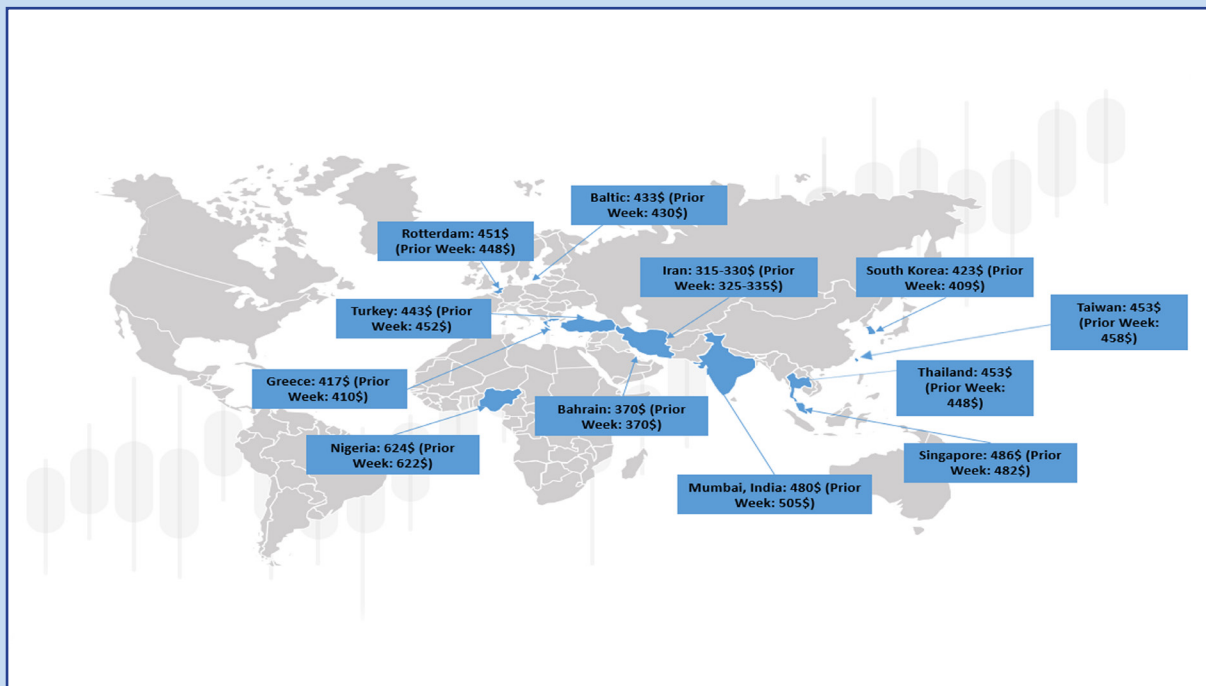 Baltic: 433$ (Prior
Week: 430$)
Rotterdam: 451$
(Prior Week: 448$)
Iran: 315-330$ (Prior
Week: 325-335$)
South Korea: 423$ (Prior
Week: 409$)
Turkey: 443$ (Prior
Week: 452$)
Taiwan: 453$
(Prior Week:
458$)
Thailand: 453$
(Prior Week:
448$)
Greece: 417$ (Prior
Week: 410$)
Bahrain: 370$ (Prior
Week: 370$)
Nigeria: 624$ (Prior
Week: 622$)
Singapore: 486$ (Prior
Week: 482$)
Mumbai, India: 480$ (Prior
Week: 505$)